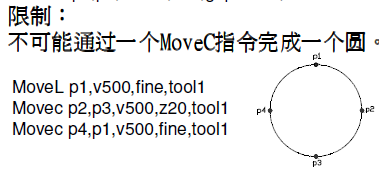 限制：
不可能通过一个MoveC指令完成一个圆。
MoveL p1,v500,fine,tool1
Movec p2,p3,v500,z20,tool1
Movec p4,p1,v500,fine,tool1
p1
p4
p2
p3